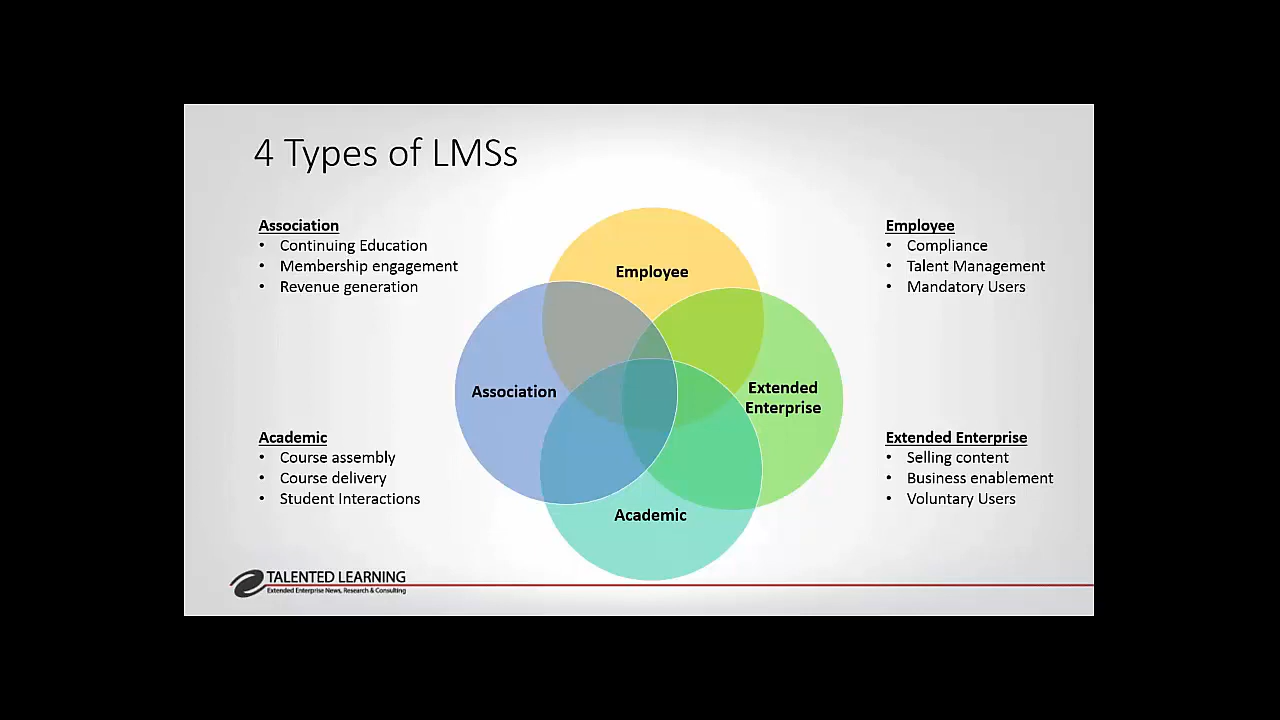 4 Types of LMSs
Association
• Continuing Education
• Membership engagement
• Revenue generation
Academic
• Course assembly
• Course delivery
• Student Interactions
Employee
Association
Extended
Enterprise
Academic
Employee
• Compliance
• Talent Management
• Mandatory Users
Extended Enterprise
• Selling content
• Business enablement
• Voluntary Users
TALENTED LEARNING
Extended Enterprise News, Research & Consulting